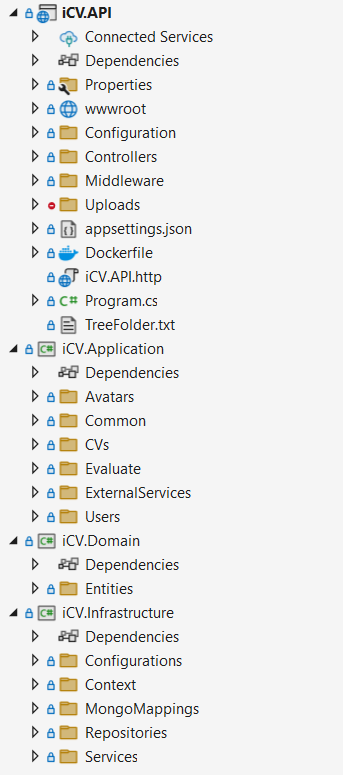 iCV.API
Connected Services
Dependencies
Properties
wwwroot
Configuration
Controllers
Middleware
Uploads
appsettings.json
Dockerfile
iCV.API.http
C# Program.cs
TreeFolder.txt
C# iCV.Application
Dependencies
Avatars
Common
CVs
Evaluate
ExternalServices
Users
C# iCV.Domain
Dependencies
Entities
C# iCV.Infrastructure
Dependencies
Configurations
Context
MongoMappings
Repositories
Services